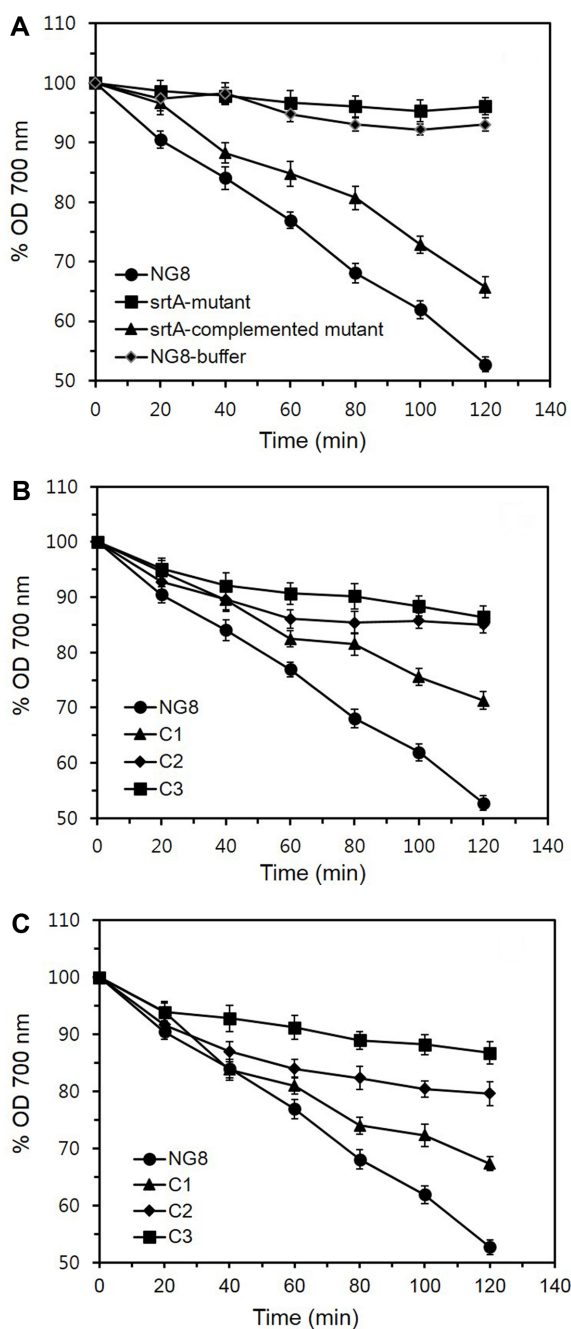 A
110
100
90
80
70
60
50
% OD 700 nm
NG8
srtA-mutant
srtA-complemented mutant
NG8-buffer
0 20 40 60 80 100 120 140
Time (min)
B
110
100
90
80
70
60
50
% OD 700 nm
NG8
C1
C2
C3
0 20 40 60 80 100 120 140
Time (min)
C
110
100
90
80
70
60
50
% OD 700 nm
NG8
C1
C2
C3
0 20 40 60 80 100 120 140
Time (min)